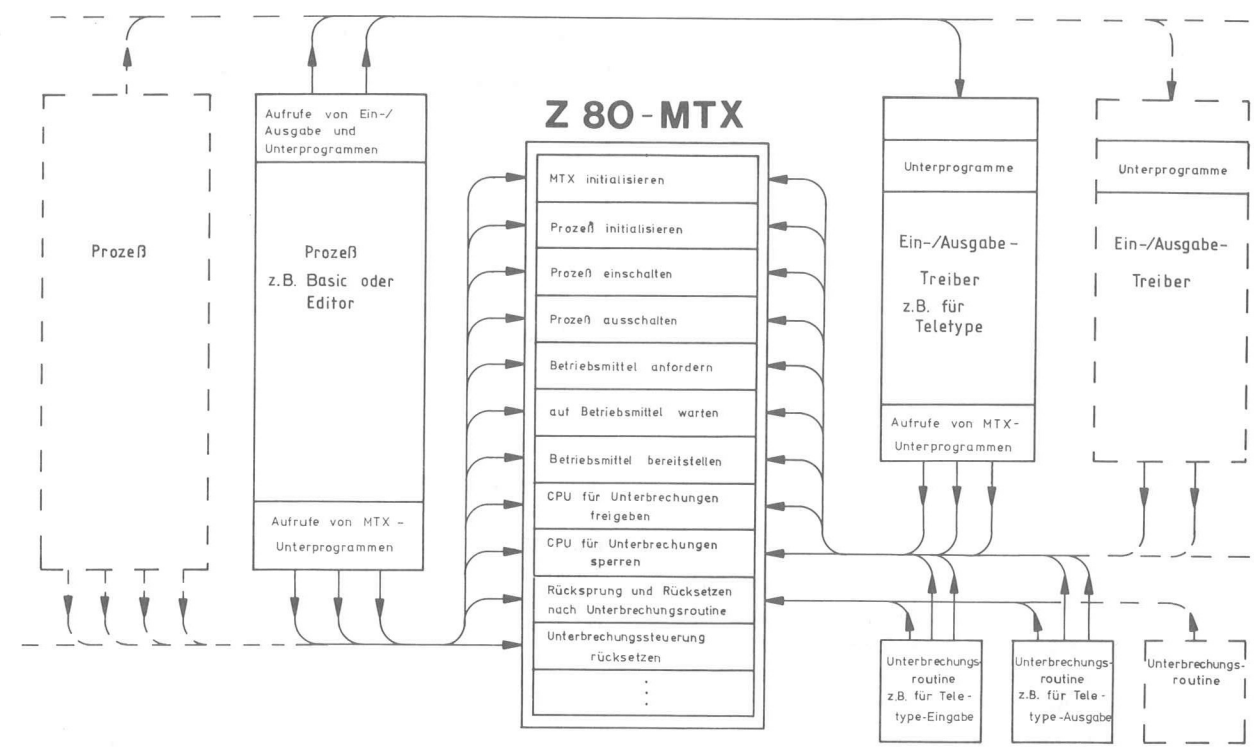 Z 80-MTX
Prozeß
Aufrufe von Ein-/
Ausgabe und
Unterprogrammen
Prozeß
z.B. Basic oder
Editor
Aufrufe von MTX -
Unterprogrammen
MTX initialisieren
Prozeß initialisieren
Prozeß einschalten
Prozeß ausschalten
Betriebsmittel anfordern
auf Betriebsmittel warten
Betriebsmittel bereitstellen
CPU für Unterbrechungen
freigeben
CPU für Unterbrechungen
sperren
Rücksprung und Rücksetzen
nach Unterbrechungsroutine
Unterbrechungssteuerung
rücksetzen
Unterprogramme
Ein-/Ausgabe-
Treiber
z.B. für
Teletype
Aufrufe von MTX-
Unterprogrammen
Unterprogramme
Ein-/Ausgabe-
Treiber
Unterbrechungs-
routine
z.B. für Tele-
type-Eingabe
Unterbrechungs-
routine
z.B. für Tele-
type-Ausgabe
Unterbrechungs-
routine